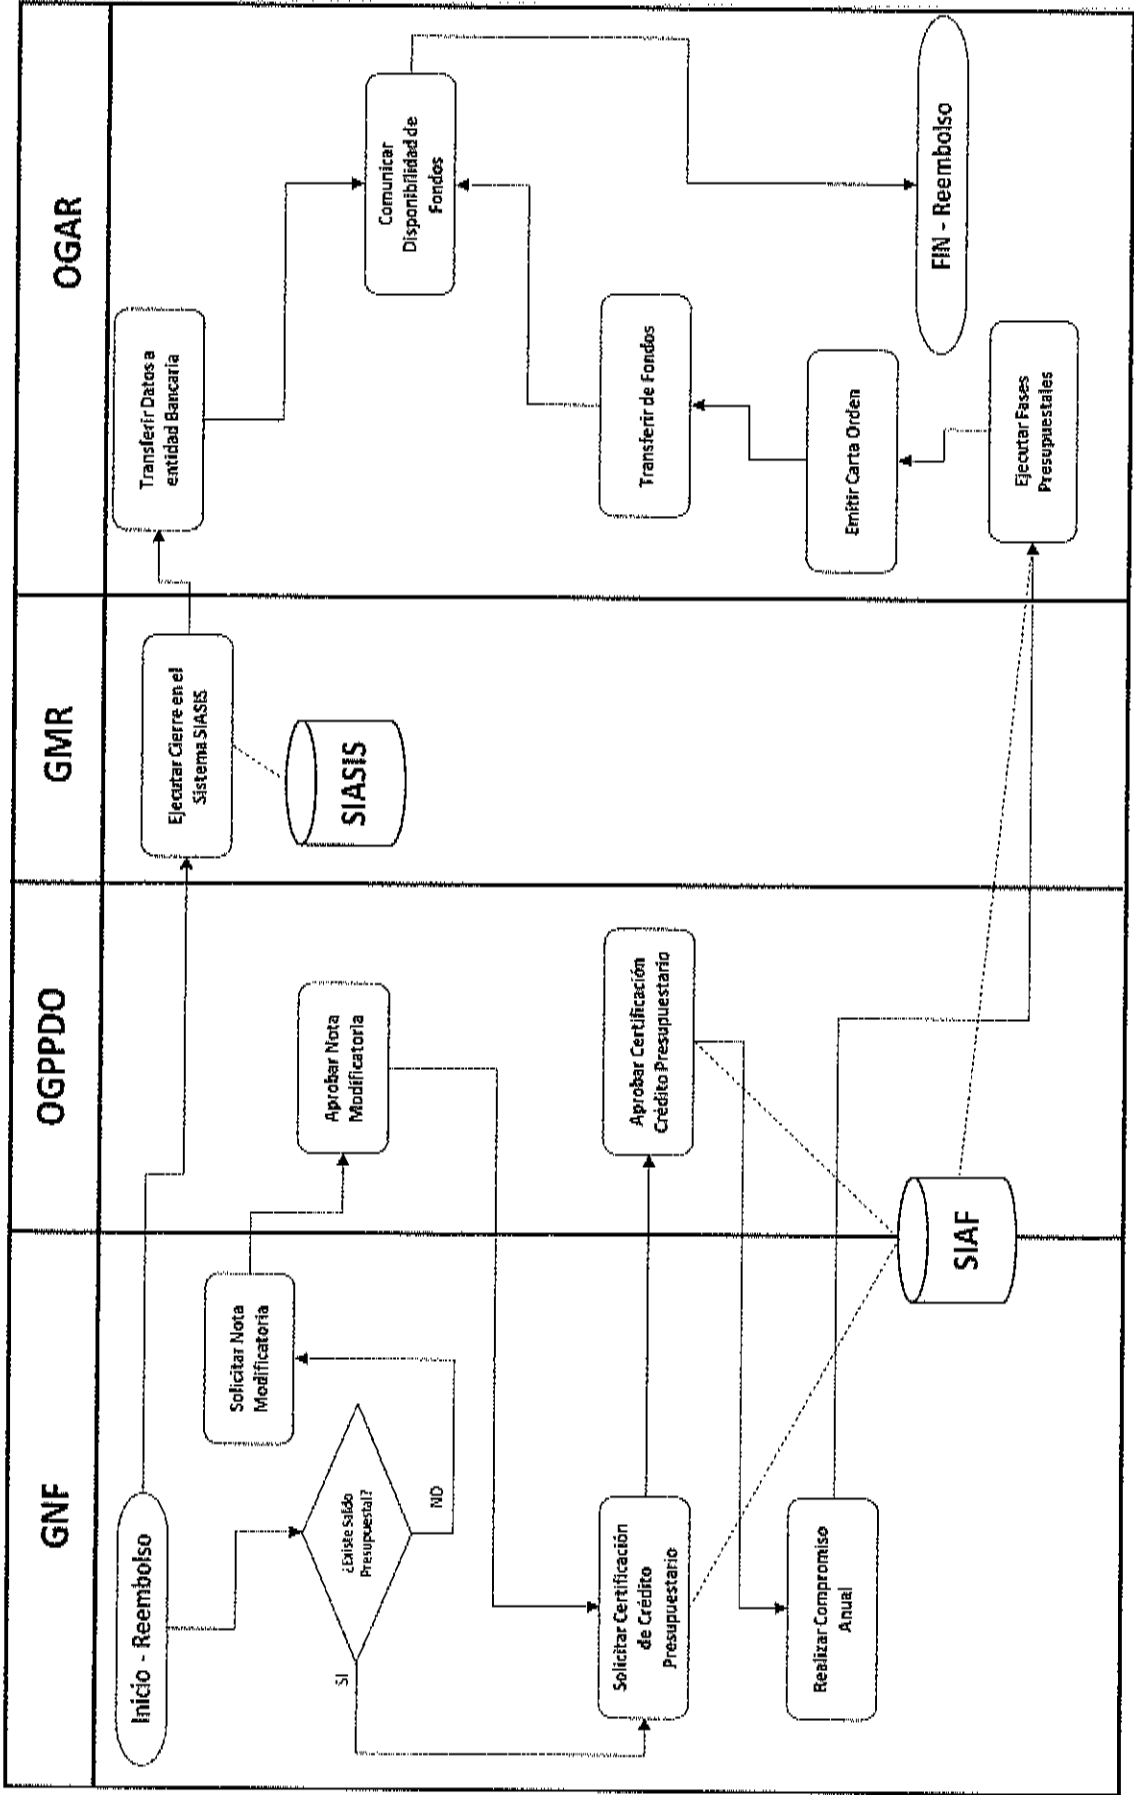 GNF
OGPPDO
GMR
OGAR
Inicio - Reembolso
¿Existe Saldo
Presupuestal?
SI
NO
Solicitar Nota
Modificatoria
Aprobar Nota
Modificatoria
Solicitar Certificación
de Crédito
Presupuestario
Aprobar Certificación
Crédito Presupuestario
Realizar Compromiso
Anual
SIAF
Ejecutar Cierre en el
Sistema SIASIS
SIASIS
Transferir Datos a
entidad Bancaria
Comunicar
Disponibilidad de
Fondos
Transferir de Fondos
Emitir Carta Orden
Ejecutar Fases
Presupuestales
FIN - Reembolso